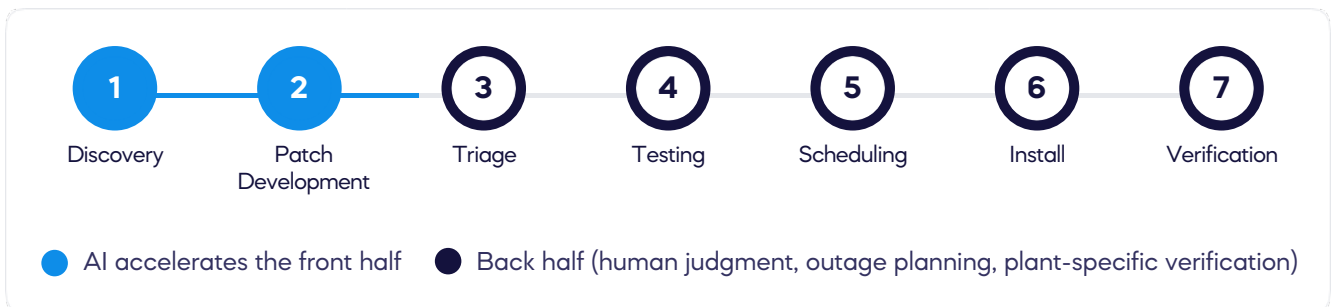 1 2 3 4 5 6 7
Discovery Patch Triage Testing Scheduling Install Verification
Development
AI accelerates the front half Back half (human judgment, outage planning, plant-specific verification)